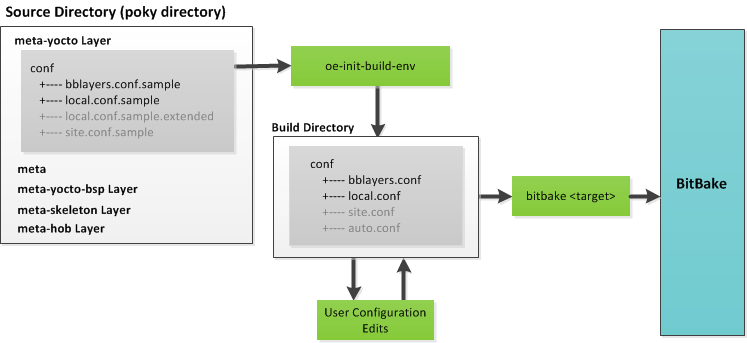 Source Directory (poky directory)
meta-yocto Layer
conf
+---- bblayers.conf.sample
+---- local.conf.sample
+---- local.conf.sample.extended
+---- site.conf.sample
meta
meta-yocto-bsp Layer
meta-skeleton Layer
meta-hob Layer
oe-init-build-env
Build Directory
conf
+---- bblayers.conf
+---- local.conf
+---- site.conf
+---- auto.conf
User Configuration
Edits
bitbake <target>
BitBake